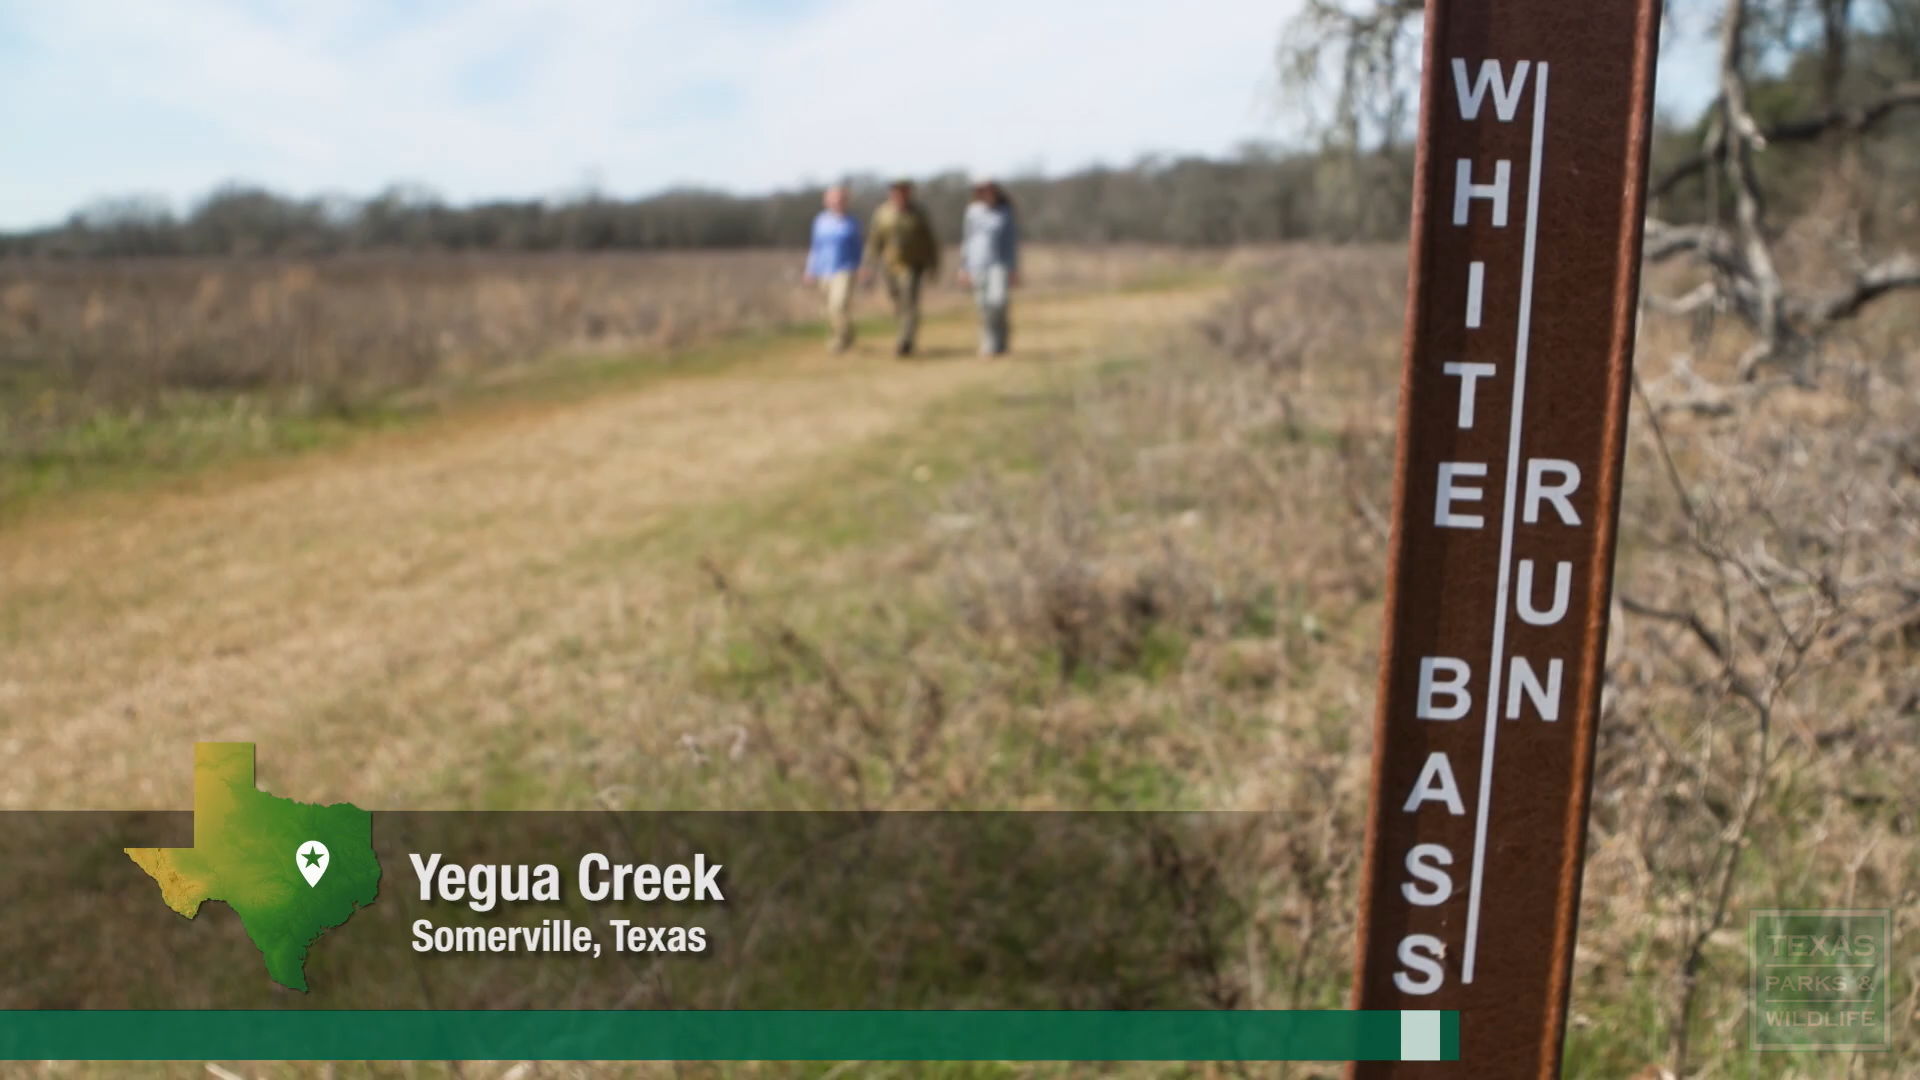 WHITE BASS
RUN
Yegua Creek
Somerville, Texas
TEXAS
PARKS &
WILDLIFE